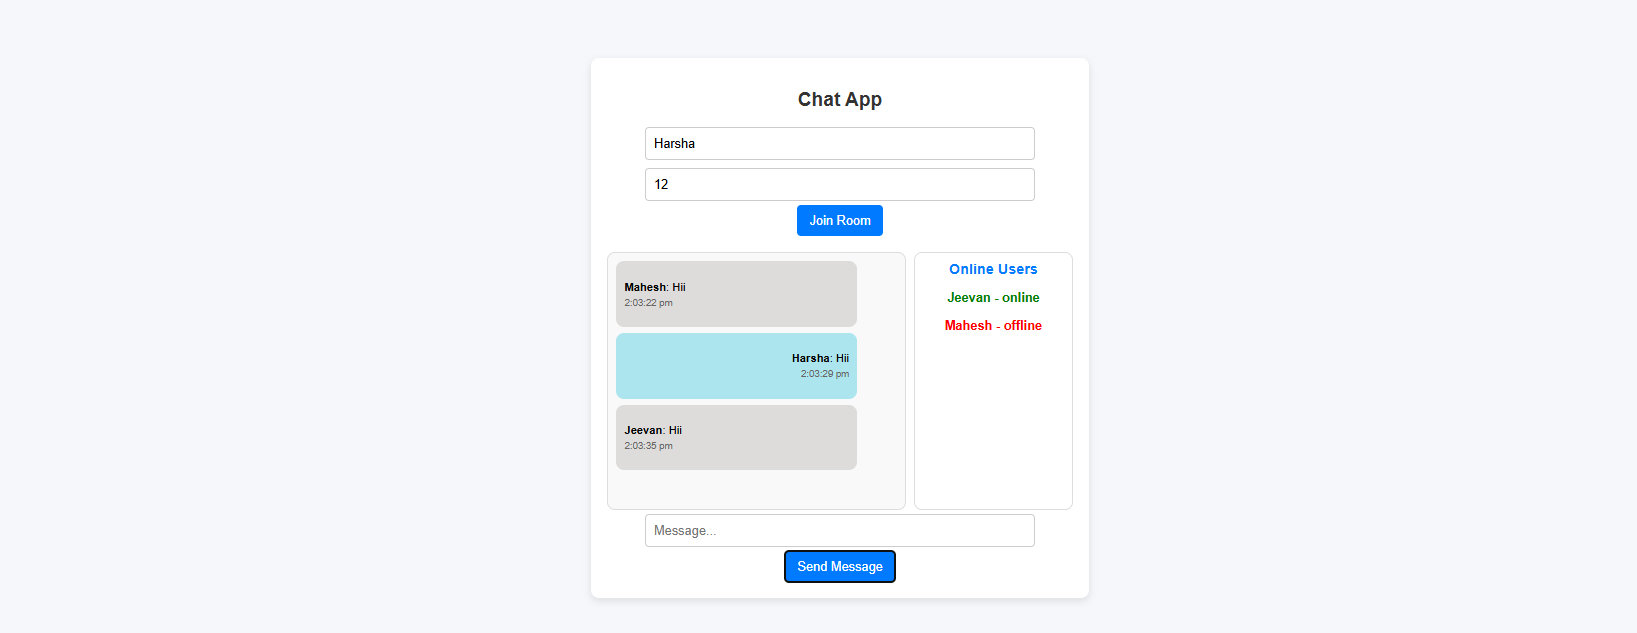 Chat App
Harsha
12
Join Room
Mahesh: Hii
2:03:22 pm
Harsha: Hii
2:03:29 pm
Jeevan: Hii
2:03:35 pm
Online Users
Jeevan - online
Mahesh - offline
Message...
Send Message